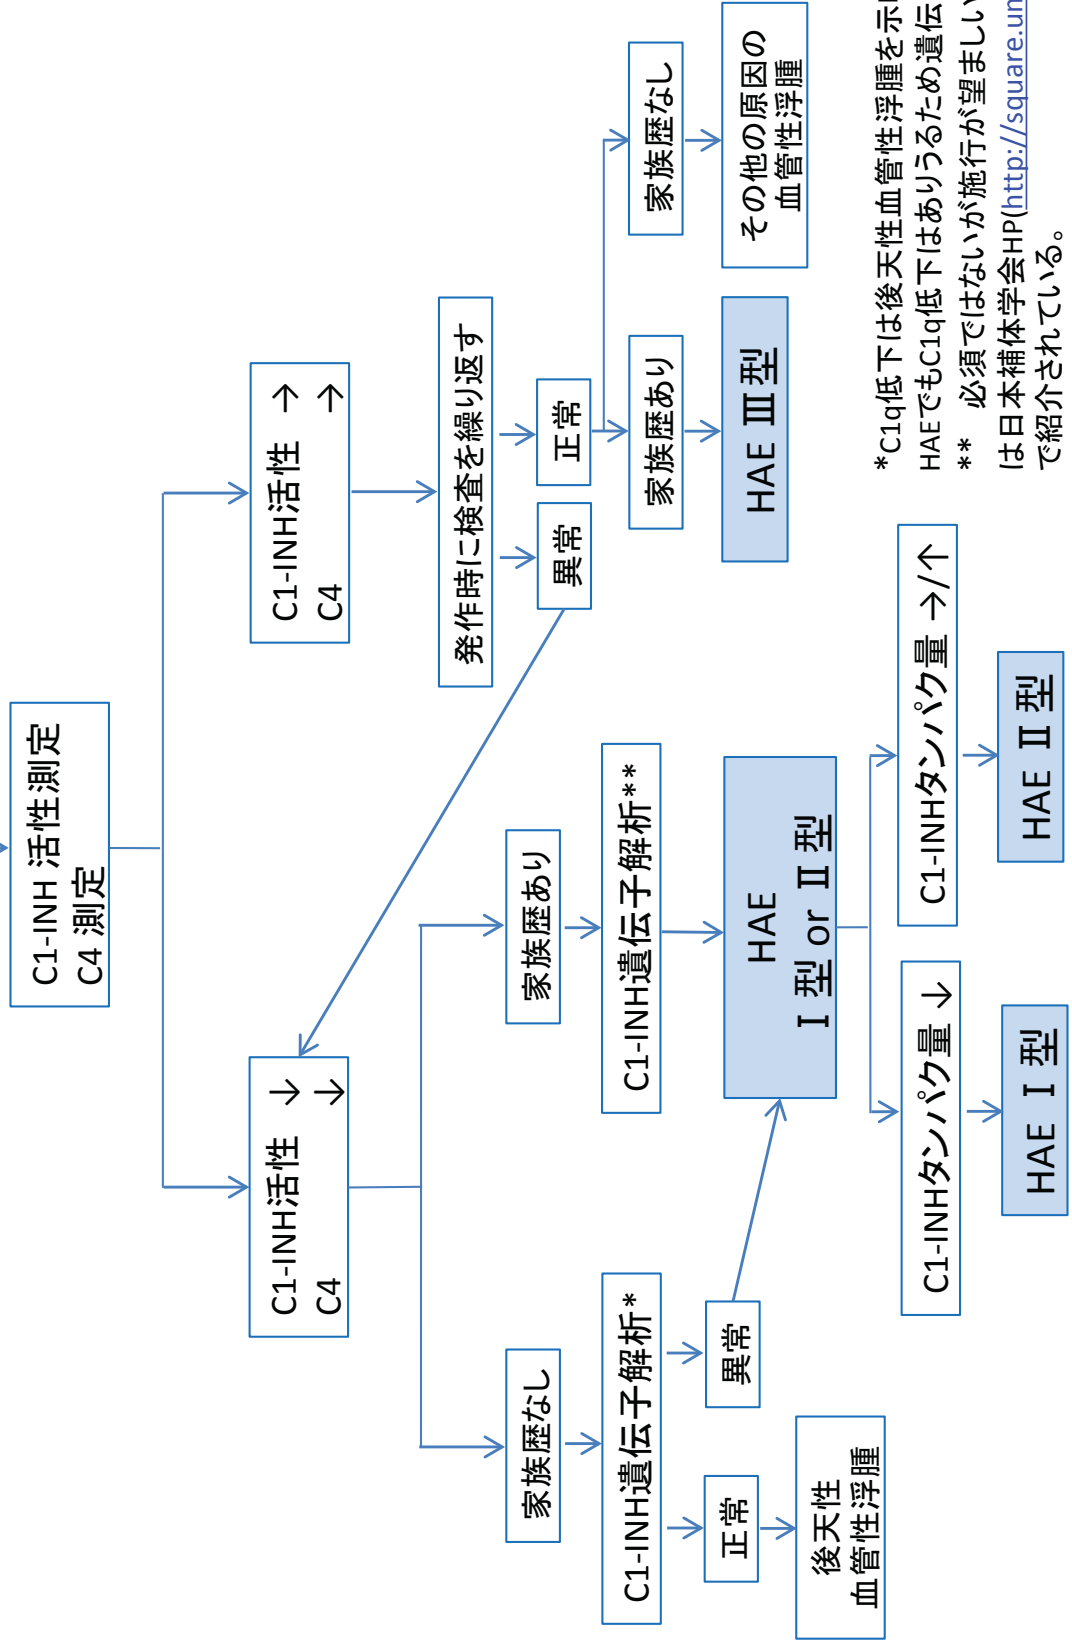 C1-INH 活性測定
C4 測定
C1-INH活性 ↓
C4 ↓
C1-INH活性 →
C4 →
発作時に検査を繰り返す
家族歴なし
家族歴あり
異常
正常
C1-INH遺伝子解析*
C1-INH遺伝子解析**
家族歴あり
家族歴なし
正常
異常
HAE
Ⅰ型 or Ⅱ型
HAE Ⅲ型
その他の原因の
血管性浮腫
後天性
血管性浮腫
C1-INHタンパク量 ↓
C1-INHタンパク量 →/↑
HAE Ⅰ型
HAE Ⅱ型
*C1q低下は後天性血管性浮腫を示
HAEでもC1q低下はありうるため遺伝
** 必須ではないが施行が望ましい
は日本補体学会HP(http://square.un
で紹介されている。